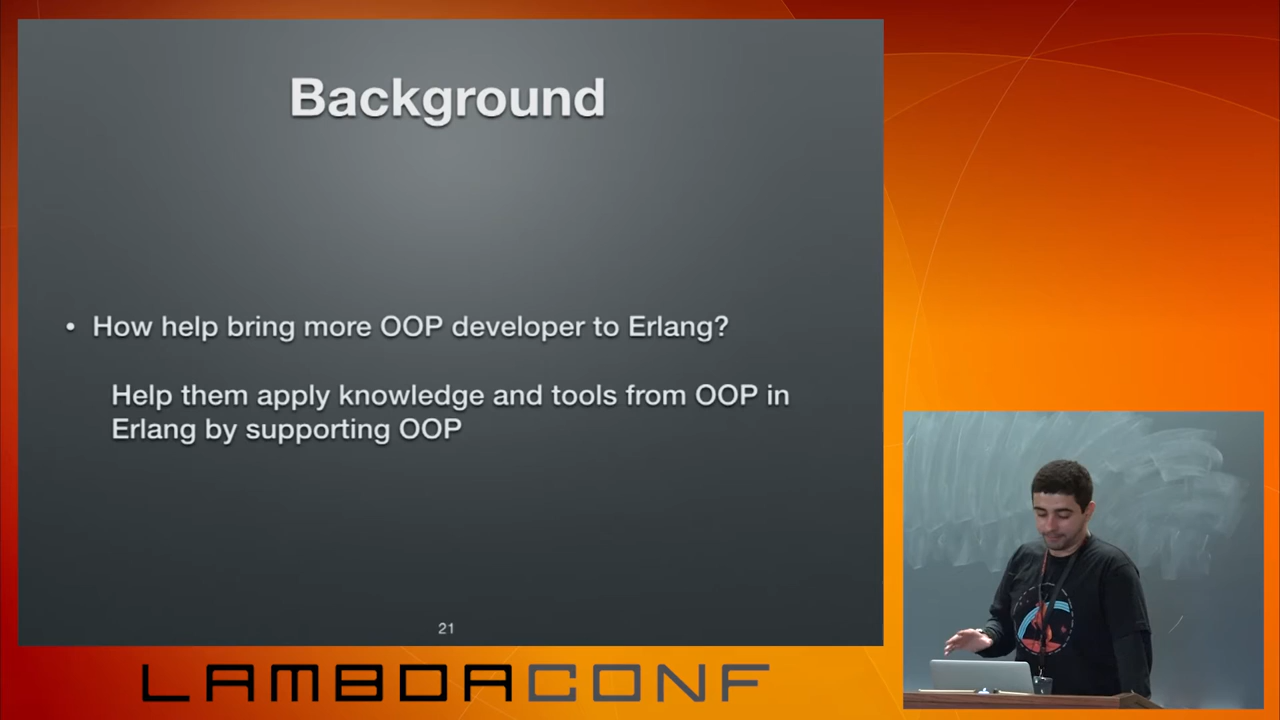 Background
• How help bring more OOP developer to Erlang?
Help them apply knowledge and tools from OOP in
Erlang by supporting OOP
21
LAMBDACONF